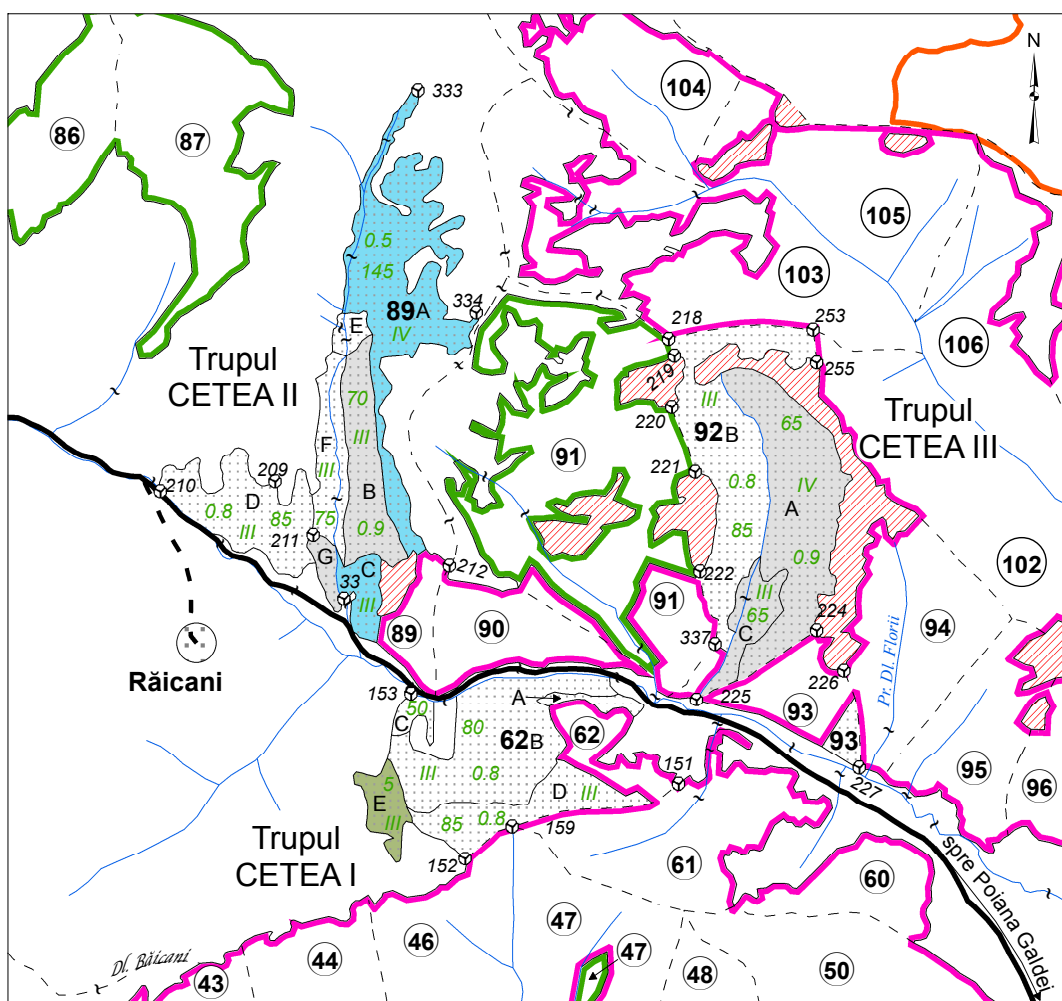 N
333
104
86
87
105
0.5
145
103
89A
334
IV
E
218
253
106
219
255
Trupul
CETEA II
Trupul
CETEA III
70
III
65
220
92B
F
III
III
91
221
209
210
D
B
0.8
IV
A
0.8
85
75
0.9
III
211
85
0.9
G
C
212
222
102
33
III
III
65
91
89
90
94
224
337
C
Pr. Dl. Florii
Răicani
226
153
A
225
93
50
C
80
62B
62
93
151
III
0.8
227
95
5
E
D
III
96
III
85
0.8
159
Trupul
CETEA I
152
61
60
spre Poiana Galdei
47
46
44
47
Dl. Băicani
43
48
50